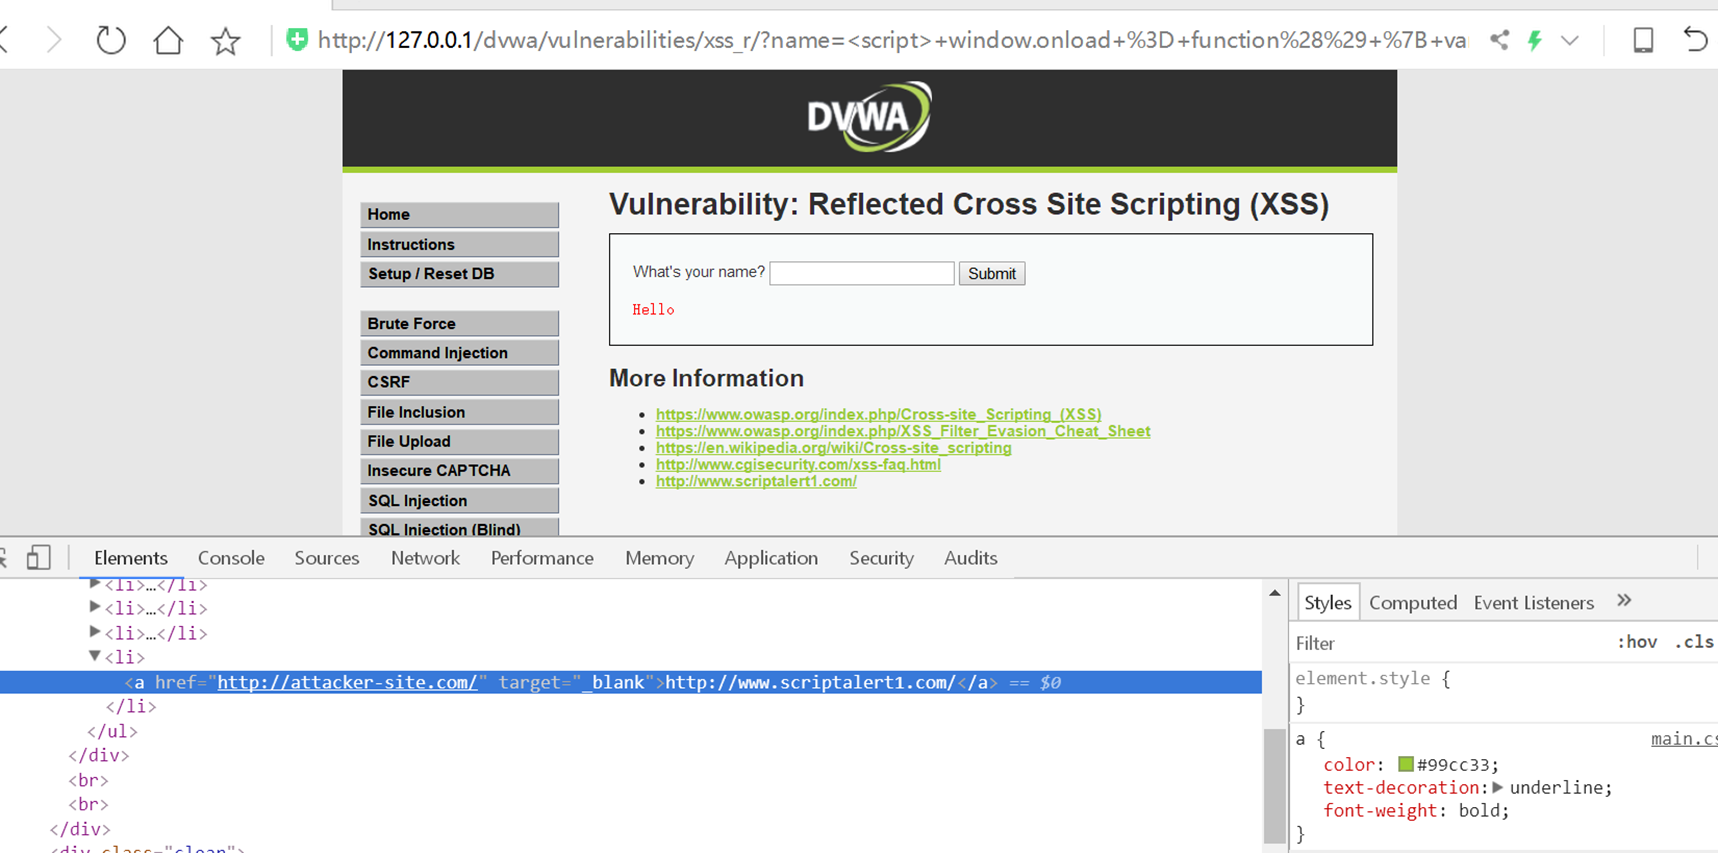 http://127.0.0.1/dvwa/vulnerabilities/xss_r/?name=<script>+window.onload+%3D+function%28%29+%7B+va
DVWA
Vulnerability: Reflected Cross Site Scripting (XSS)
Home
Instructions
Setup / Reset DB
Brute Force
Command Injection
CSRF
File Inclusion
File Upload
Insecure CAPTCHA
SQL Injection
SQL Injection (Blind)
What's your name?
Submit
Hello
More Information
https://www.owasp.org/index.php/Cross-site_Scripting_(XSS)
https://www.owasp.org/index.php/XSS_Filter_Evasion_Cheat_Sheet
https://en.wikipedia.org/wiki/Cross-site_scripting
http://www.cgisecurity.com/xss-faq.html
http://www.scriptalert1.com/
Elements Console Sources Network Performance Memory Application Security Audits
▶<li>…</li>
▶<li>…</li>
▶<li>…</li>
▼<li>
<a href="http://attacker-site.com/" target="_blank">http://www.scriptalert1.com/</a> == $0
</li>
</ul>
</div>
<br>
<br>
</div>
<div class="clear">
Styles Computed Event Listeners »
Filter :hov .cls
element.style {
}
a { main.cs
color: #99cc33;
text-decoration:▶underline;
font-weight: bold;
}